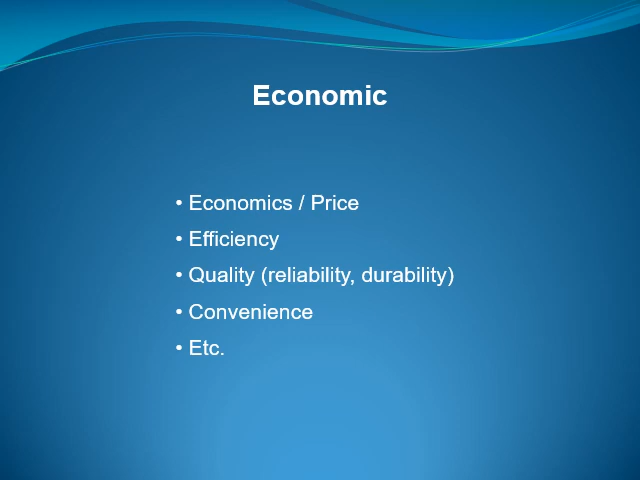 Economic
• Economics / Price
• Efficiency
• Quality (reliability, durability)
• Convenience
• Etc.